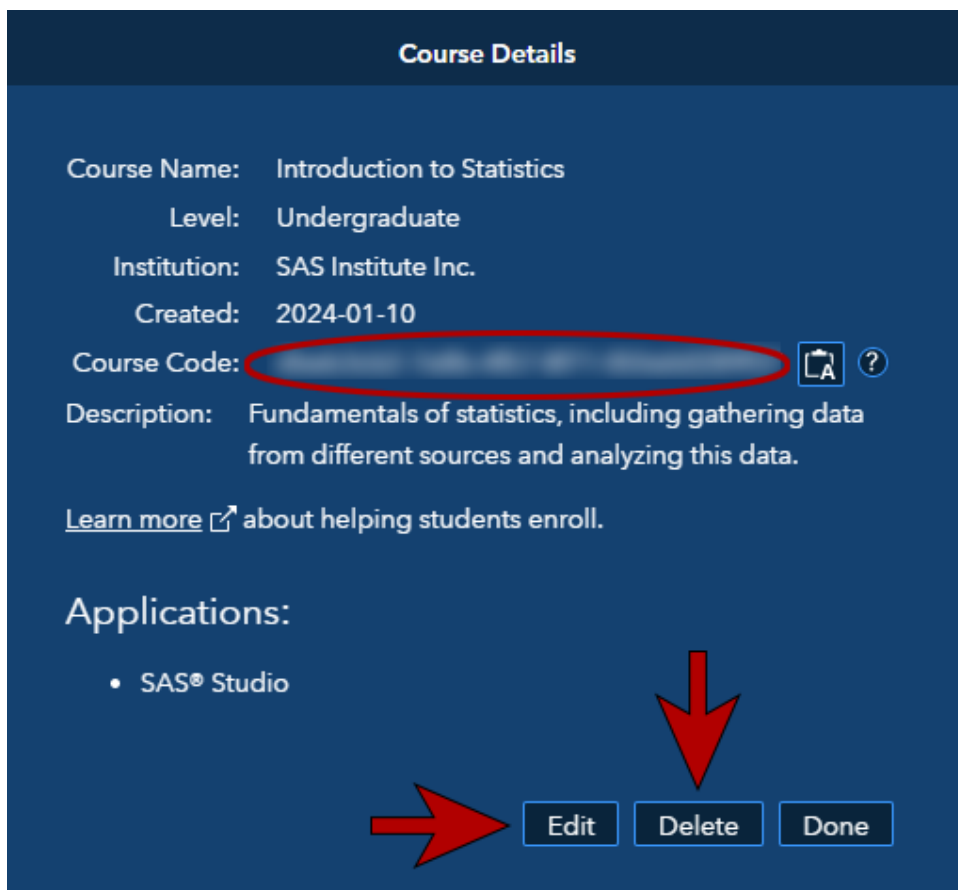 Course Details
Course Name: Introduction to Statistics
Level: Undergraduate
Institution: SAS Institute Inc.
Created: 2024-01-10
Course Code: ?
Description: Fundamentals of statistics, including gathering data
from different sources and analyzing this data.
Learn more about helping students enroll.
Applications:
• SAS® Studio
Edit Delete Done